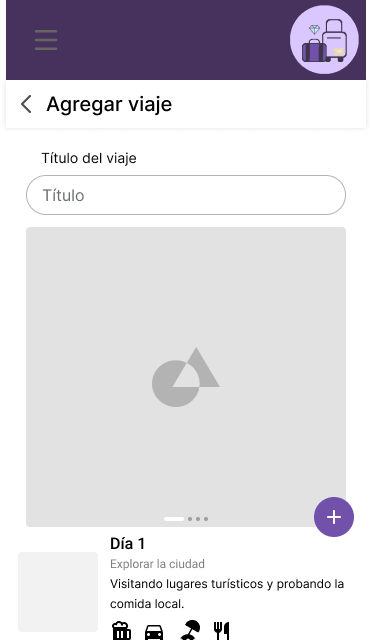 Agregar viaje
Título del viaje
Título
Día 1
Explorar la ciudad
Visitando lugares turísticos y probando la
comida local.